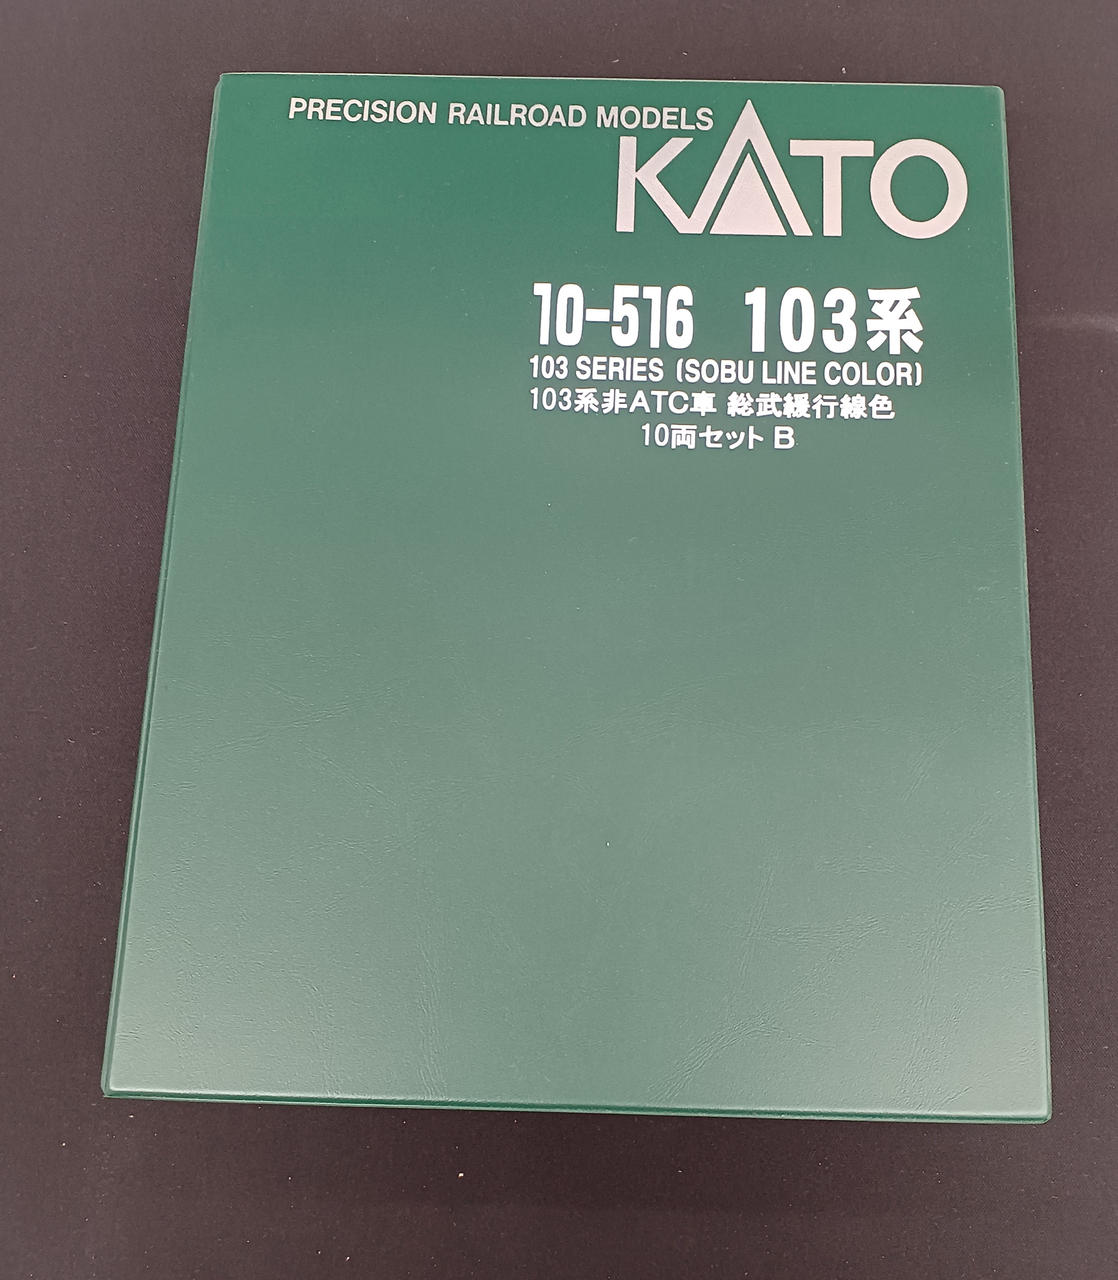 PRECISION RAILROAD MODELS
KATO
10-516 103系
103 SERIES (SOBU LINE COLOR)
103系非ATC車 総武緩行線色
10両セット B